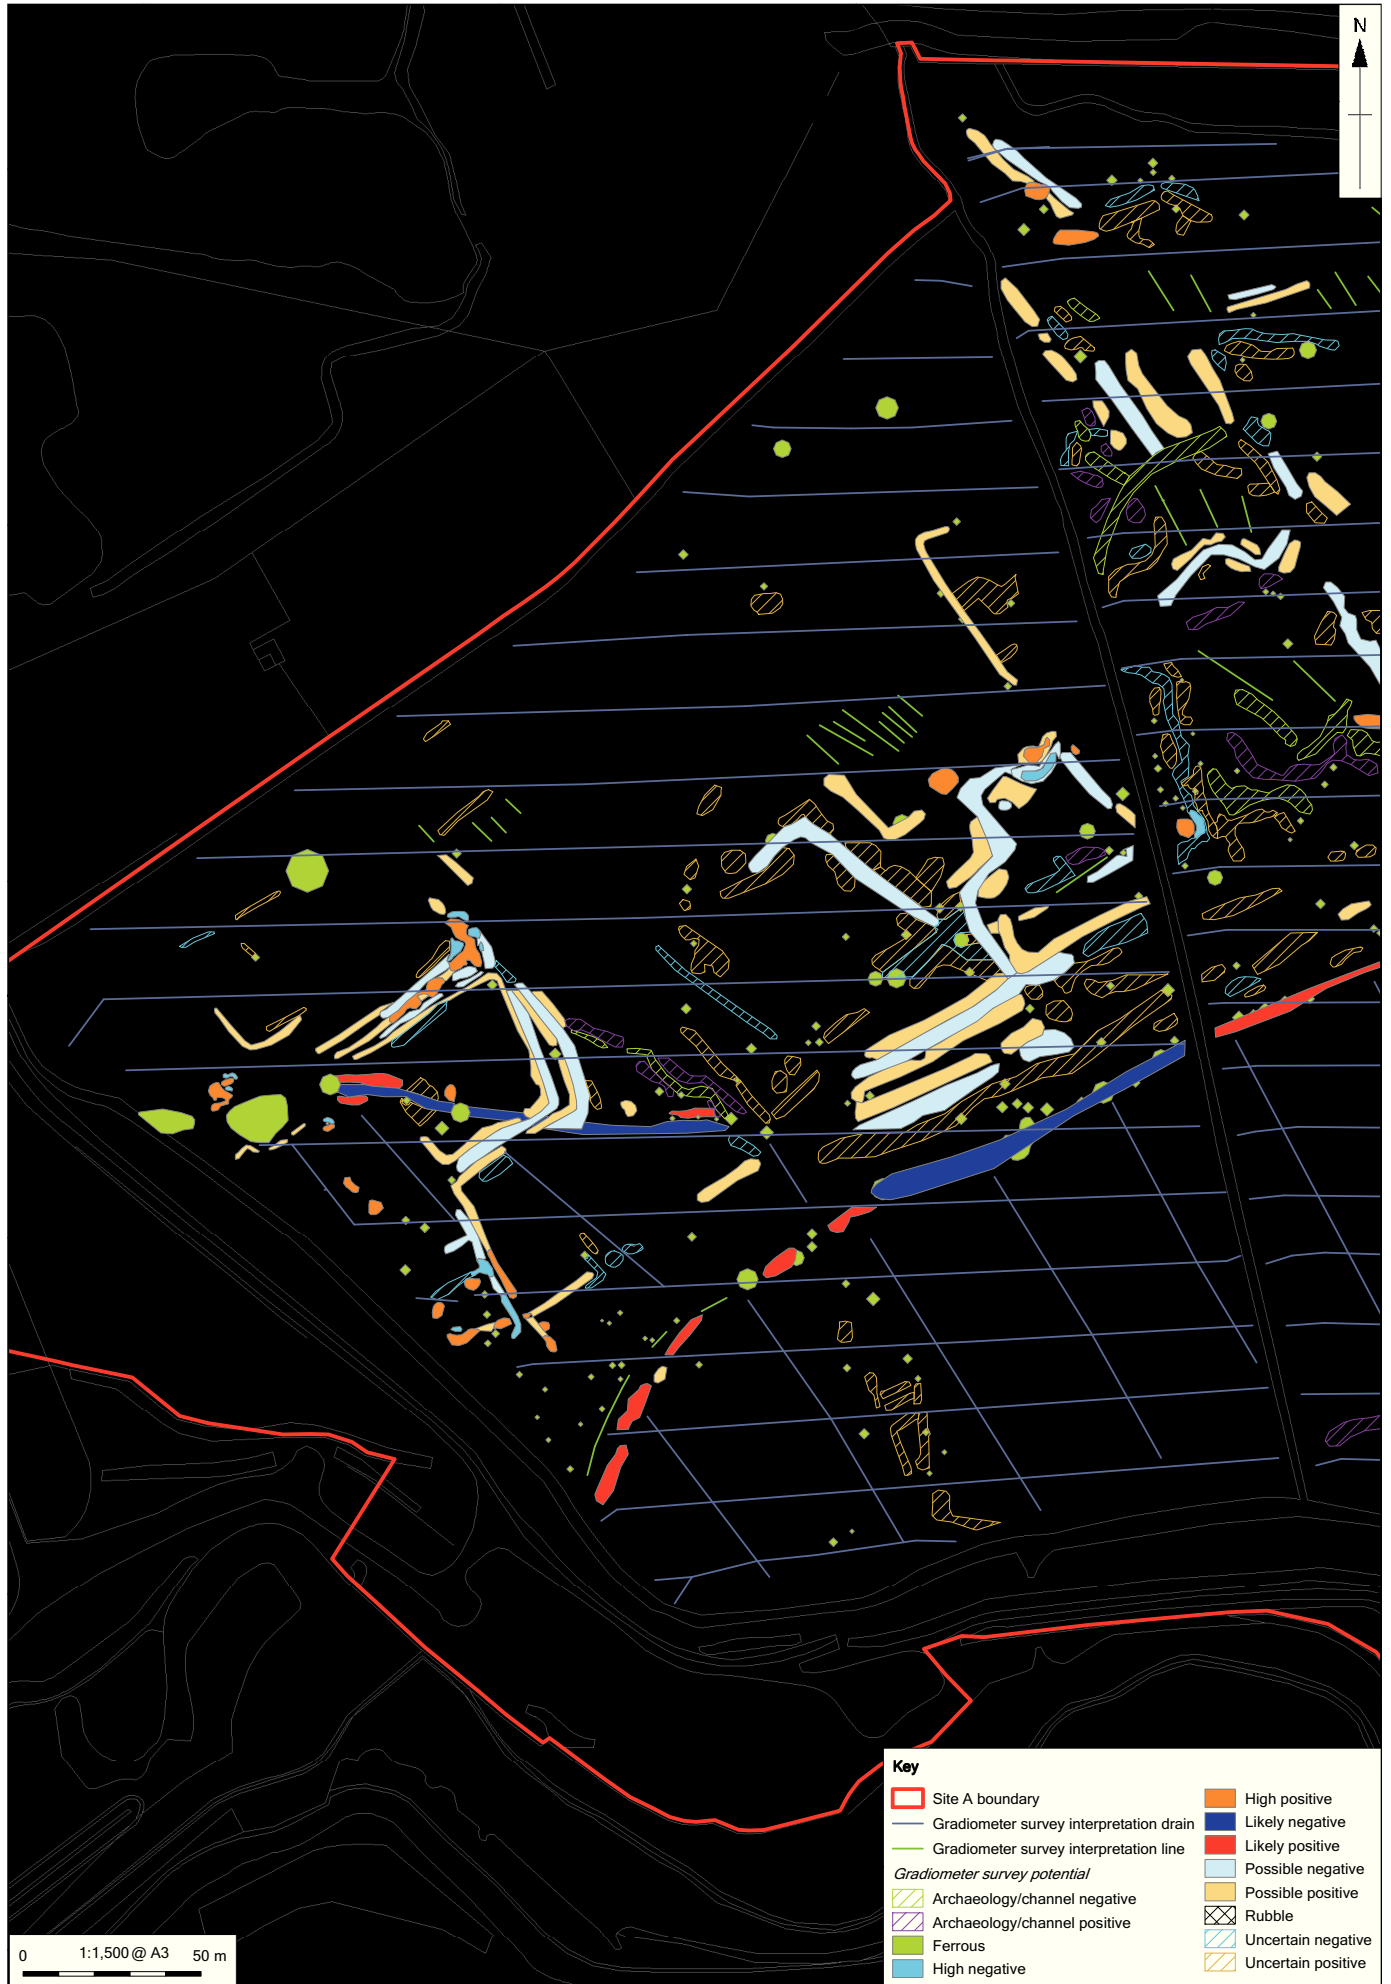 N
Key
Site A boundary
Gradiometer survey interpretation drain
Gradiometer survey interpretation line
Gradiometer survey potential
Archaeology/channel negative
Archaeology/channel positive
Ferrous
High negative
High positive
Likely negative
Likely positive
Possible negative
Possible positive
Rubble
Uncertain negative
Uncertain positive
0 1:1,500 @ A3 50 m